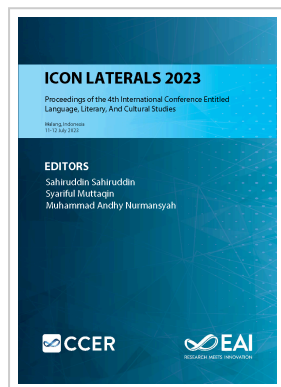 ICON LATERALS 2023
Proceedings of the 4th International Conference Entitled
Language, Literary, And Cultural Studies
Malang, Indonesia
11-12 July 2023
EDITORS
Sahiruddin Sahiruddin
Syariful Muttaqin
Muhammad Andhy Nurmansyah
CCER
EAI
RESEARCH MEETS INNOVATION